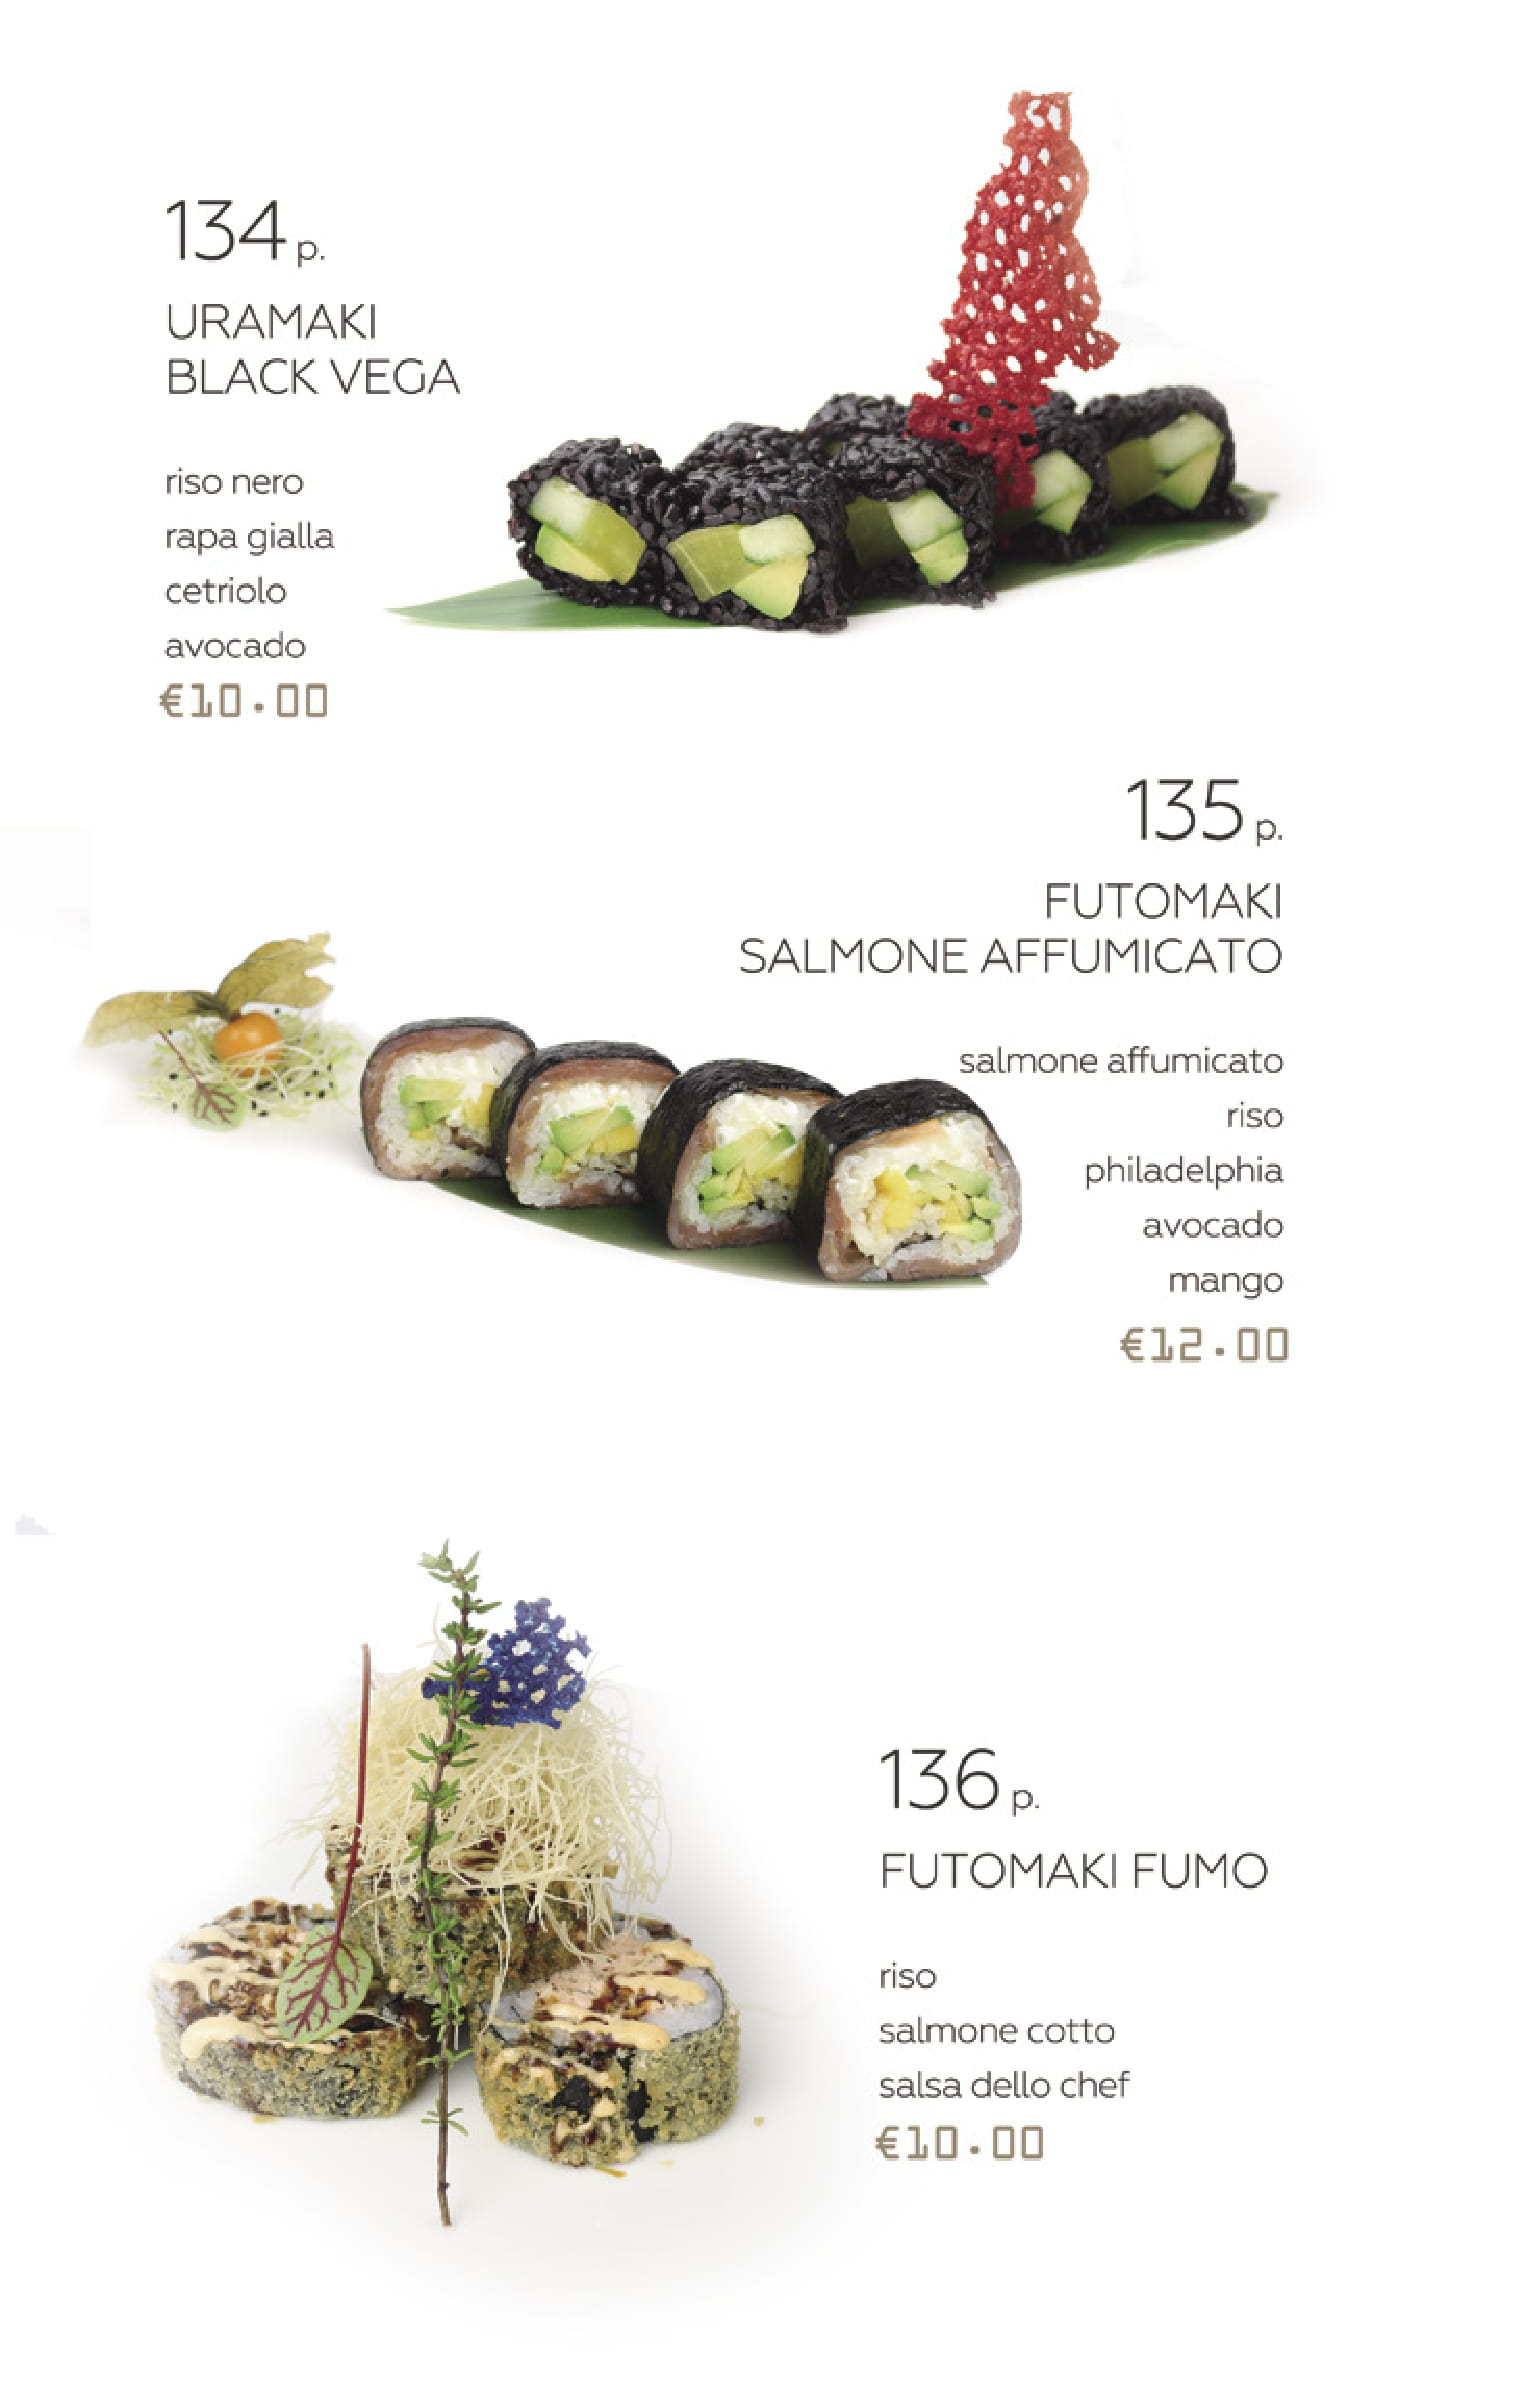 134 p.
URAMAKI
BLACK VEGA
riso nero
rapa gialla
cetriolo
avocado
€10.00
135 p.
FUTOMAKI
SALMONE AFFUMICATO
salmone affumicato
riso
philadelphia
avocado
mango
€12.00
136 p.
FUTOMAKI FUMO
riso
salmone cotto
salsa dello chef
€10.00